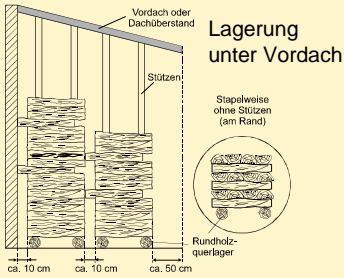 Vordach oder
Dachüberstand
Lagerung
unter Vordach
Stützen
Stapelweise
ohne Stützen
(am Rand)
Rundholz-
querlager
ca. 10 cm
ca. 10 cm
ca. 50 cm